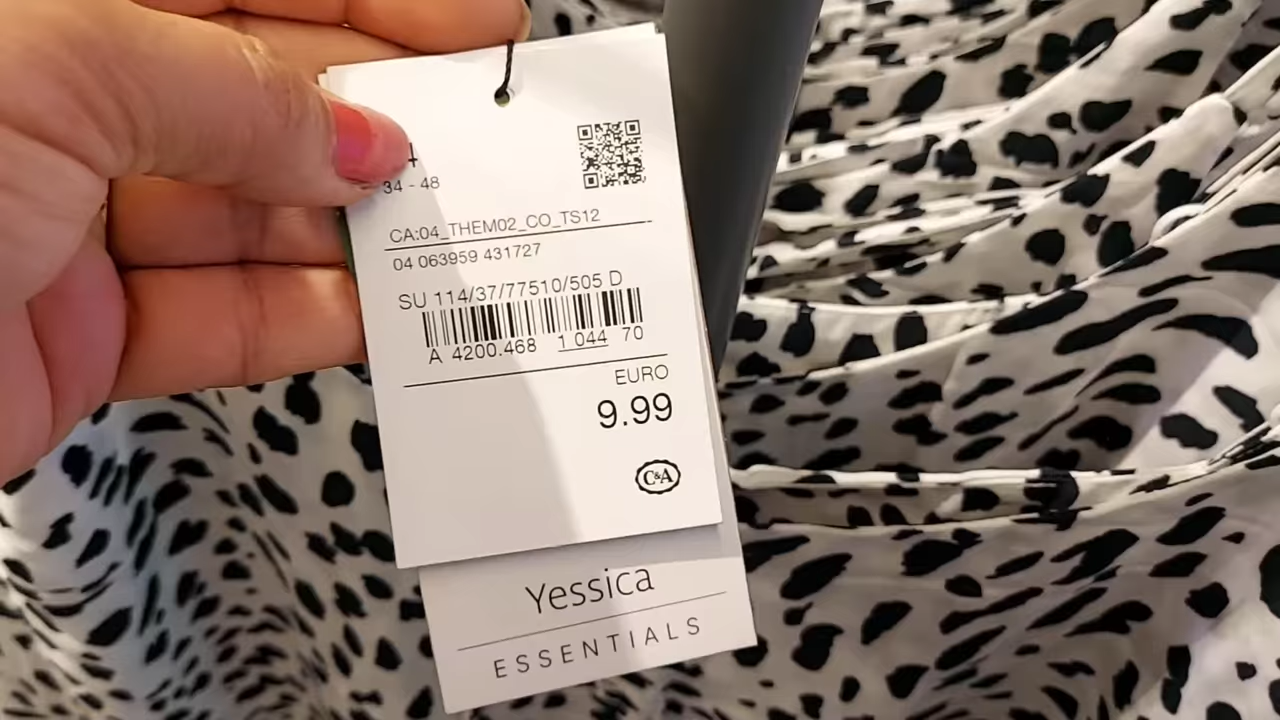 34 - 48
CA:04_THEM02_CO_TS12
04 063959 431727
SU 114/37/77510/505 D
A 4200.468 1 044 70
EURO
9.99
C&A
Yessica
ESSENTIALS